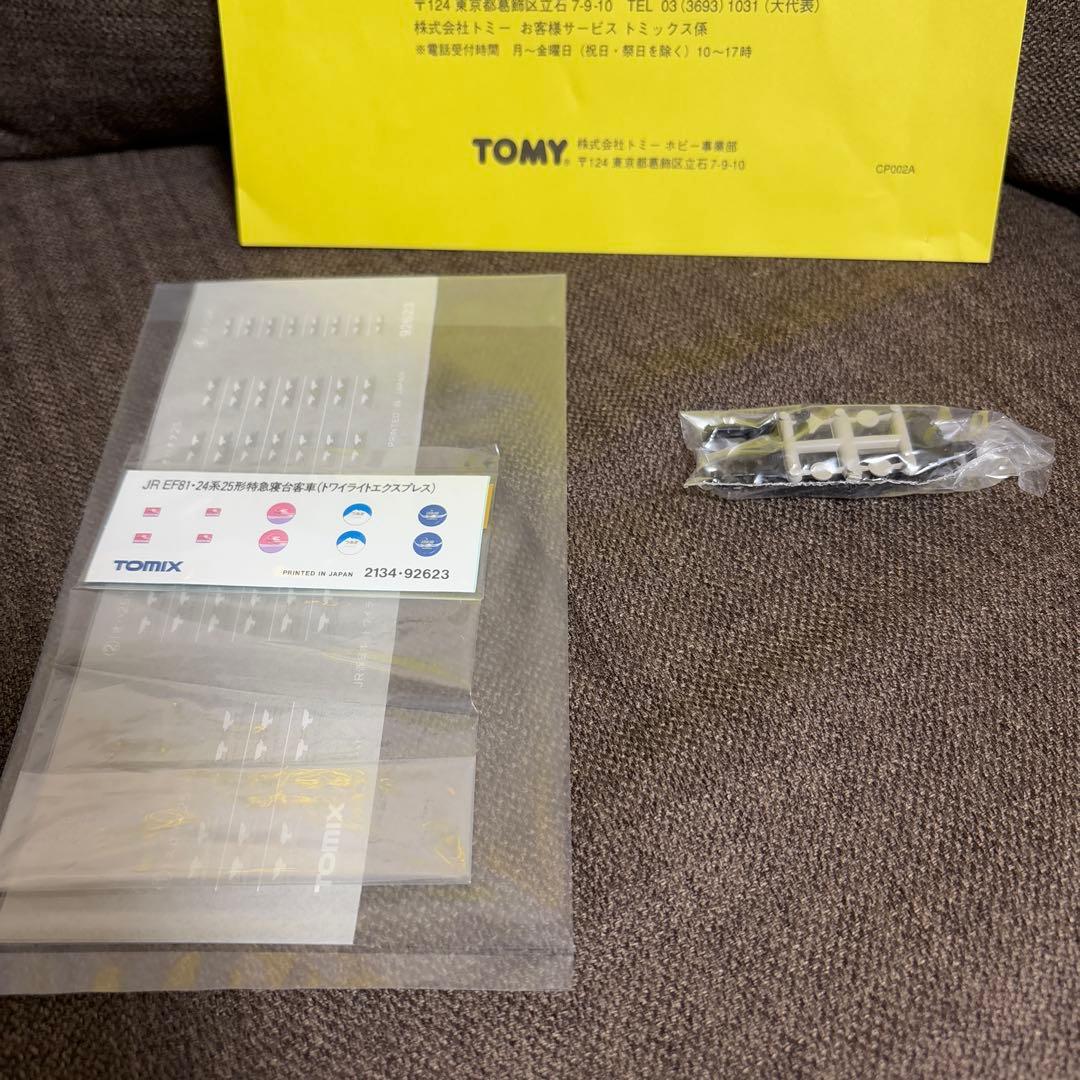 〒124 東京都葛飾区立石 7-9-10 TEL 03 (3693) 1031 (大代表)
株式会社トミー お客様サービス トミックス係
※電話受付時間 月〜金曜日(祝日・祭日を除く) 10〜17時
TOMY 株式会社トミー ホビー事業部
〒124 東京都葛飾区立石 7-9-10
CP002A
92623
PRINTED IN JAPAN
JR EF81・24系25形特急寝台客車(トワイライトエクスプレス)
TOMIX
PRINTED IN JAPAN 2134・92623
TOMIX